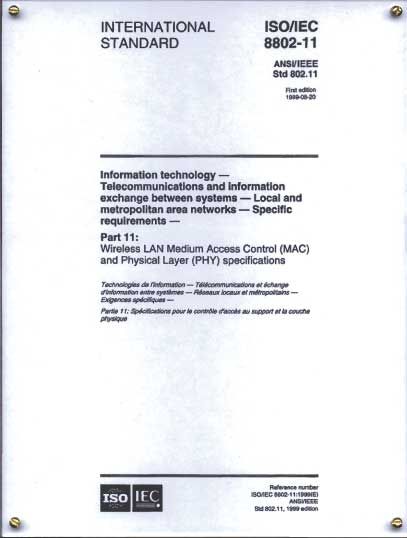 INTERNATIONAL STANDARD
ISO/IEC
8802-11
ANSI/IEEE
Std 802.11
First edition
1999-08-20
Information technology —
Telecommunications and information
exchange between systems — Local and
metropolitan area networks — Specific
requirements —
Part 11:
Wireless LAN Medium Access Control (MAC)
and Physical Layer (PHY) specifications
Technologies de l'information — Télécommunications et échange
d'information entre systèmes — Réseaux locaux et métropolitains —
Exigences spécifiques —
Partie 11: Spécifications pour le contrôle d'accès au support et la couche
physique
ISO
IEC
Reference number
ISO/IEC 8802-11:1999(E)
ANSI/IEEE
Std 802.11, 1999 edition